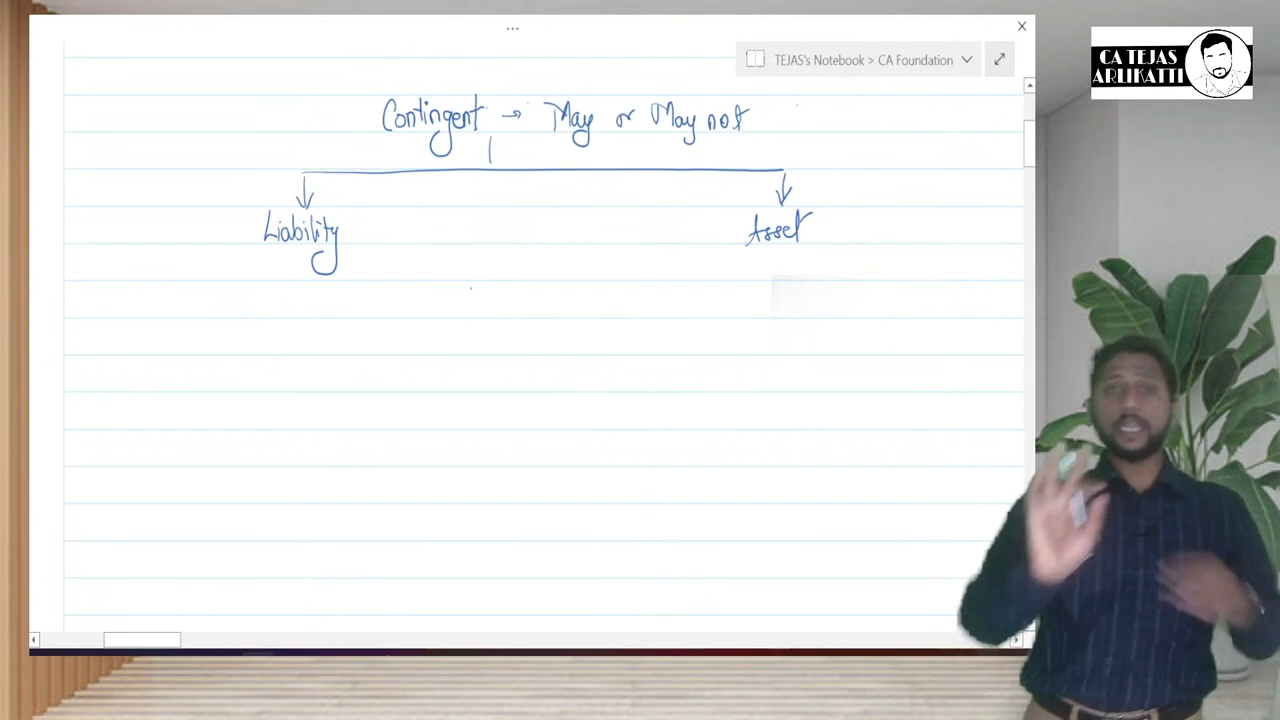 ...
X
TEJAS's Notebook > CA Foundation
CA TEJAS
ARLIKATTI
Contingent → May or May not
Liability
Asset